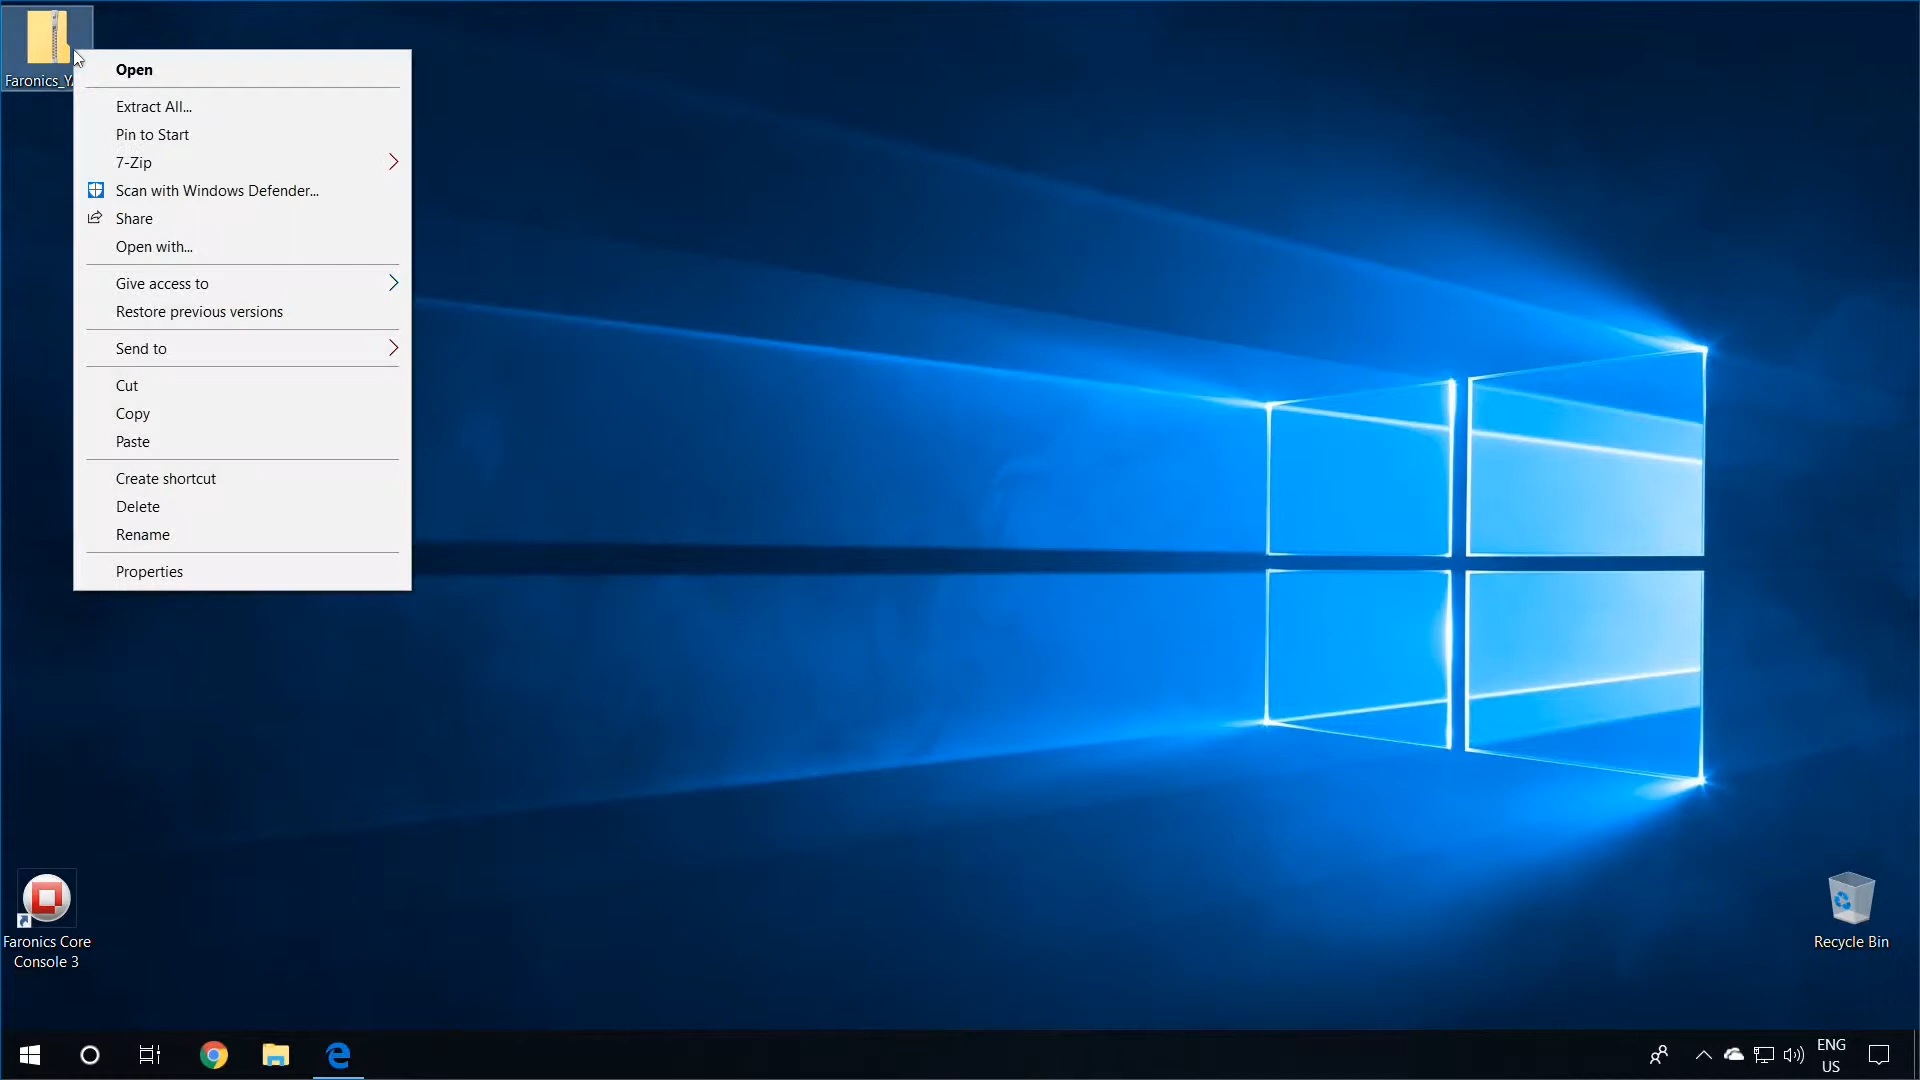 Faronics_YA
Open
Extract All...
Pin to Start
7-Zip
Scan with Windows Defender...
Share
Open with...
Give access to
Restore previous versions
Send to
Cut
Copy
Paste
Create shortcut
Delete
Rename
Properties
Faronics Core
Console 3
Recycle Bin
ENG
US